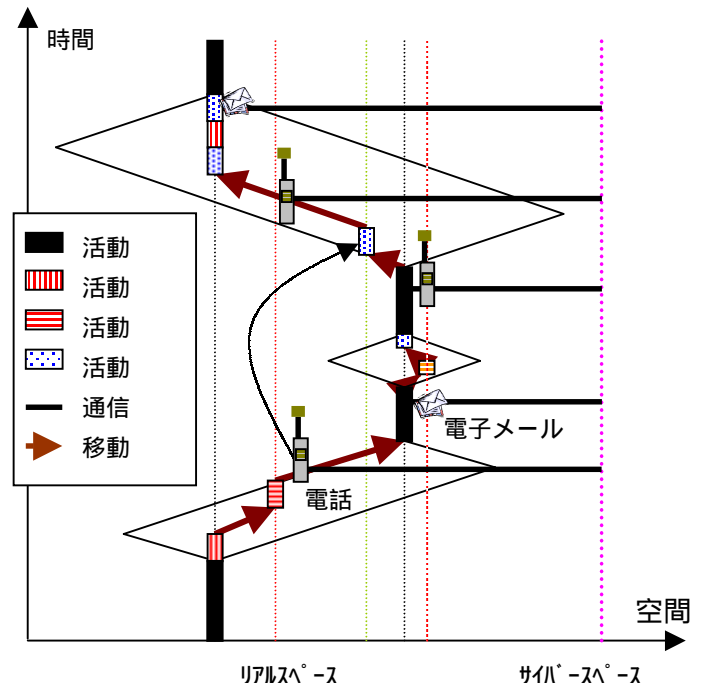 時間
活動
活動
活動
活動
通信
移動
電子メール
電話
空間
ﾘｱﾙｽﾍﾟｰｽ
ｻｲﾊﾞｰｽﾍﾟｰｽ